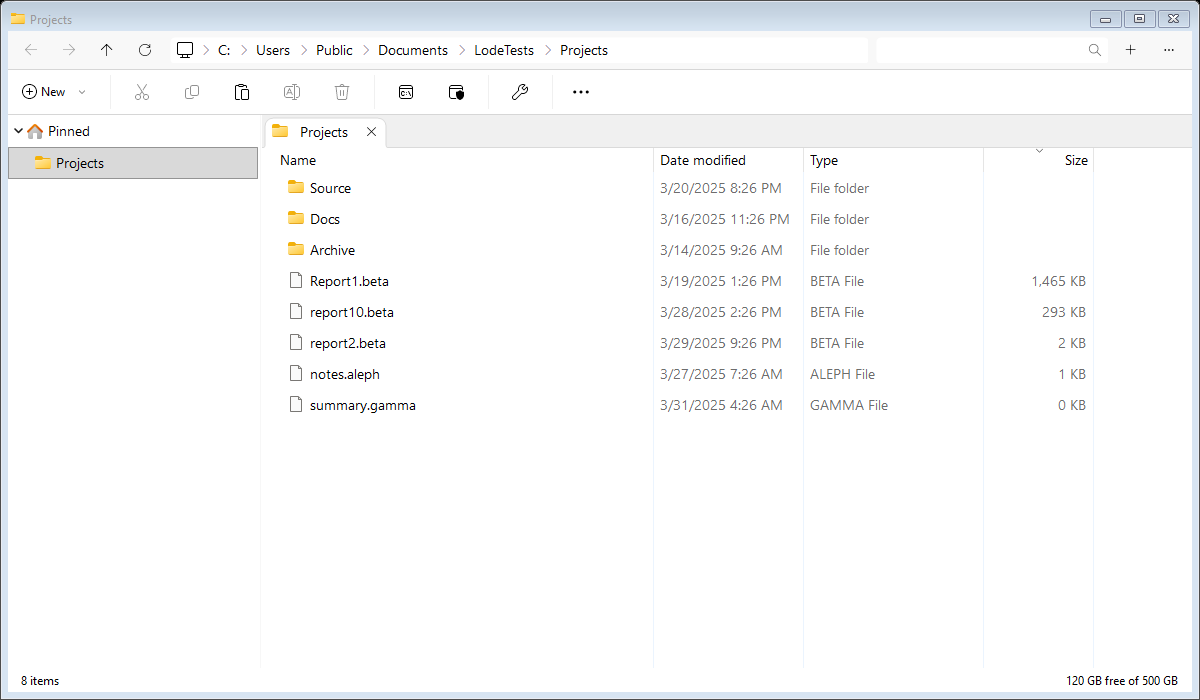 Projects
C: Users Public Documents LodeTests Projects
New
Pinned
Projects
Projects
Name Date modified Type Size
Source 3/20/2025 8:26 PM File folder
Docs 3/16/2025 11:26 PM File folder
Archive 3/14/2025 9:26 AM File folder
Report1.beta 3/19/2025 1:26 PM BETA File 1,465 KB
report10.beta 3/28/2025 2:26 PM BETA File 293 KB
report2.beta 3/29/2025 9:26 PM BETA File 2 KB
notes.aleph 3/27/2025 7:26 AM ALEPH File 1 KB
summary.gamma 3/31/2025 4:26 AM GAMMA File 0 KB
8 items 120 GB free of 500 GB